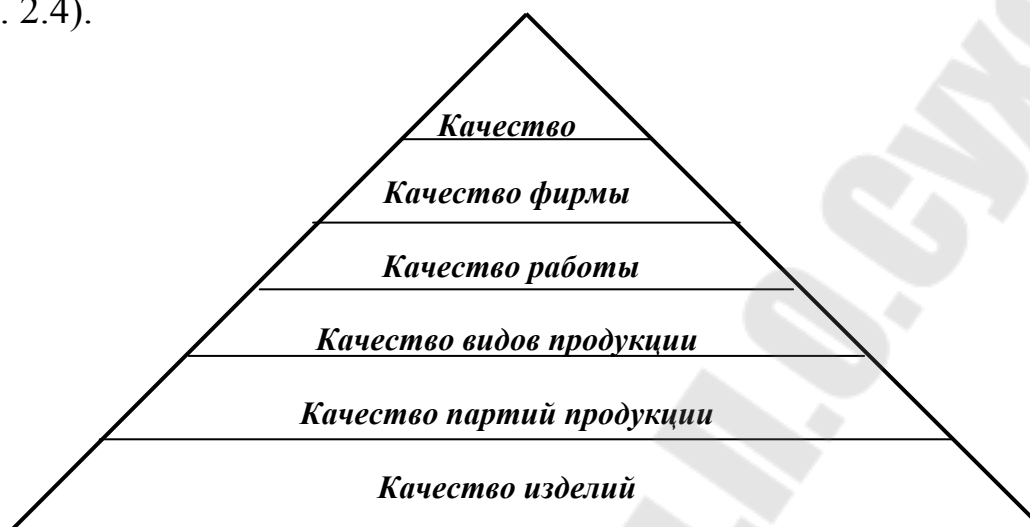 . 2.4).
Качество
Качество фирмы
Качество работы
Качество видов продукции
Качество партий продукции
Качество изделий